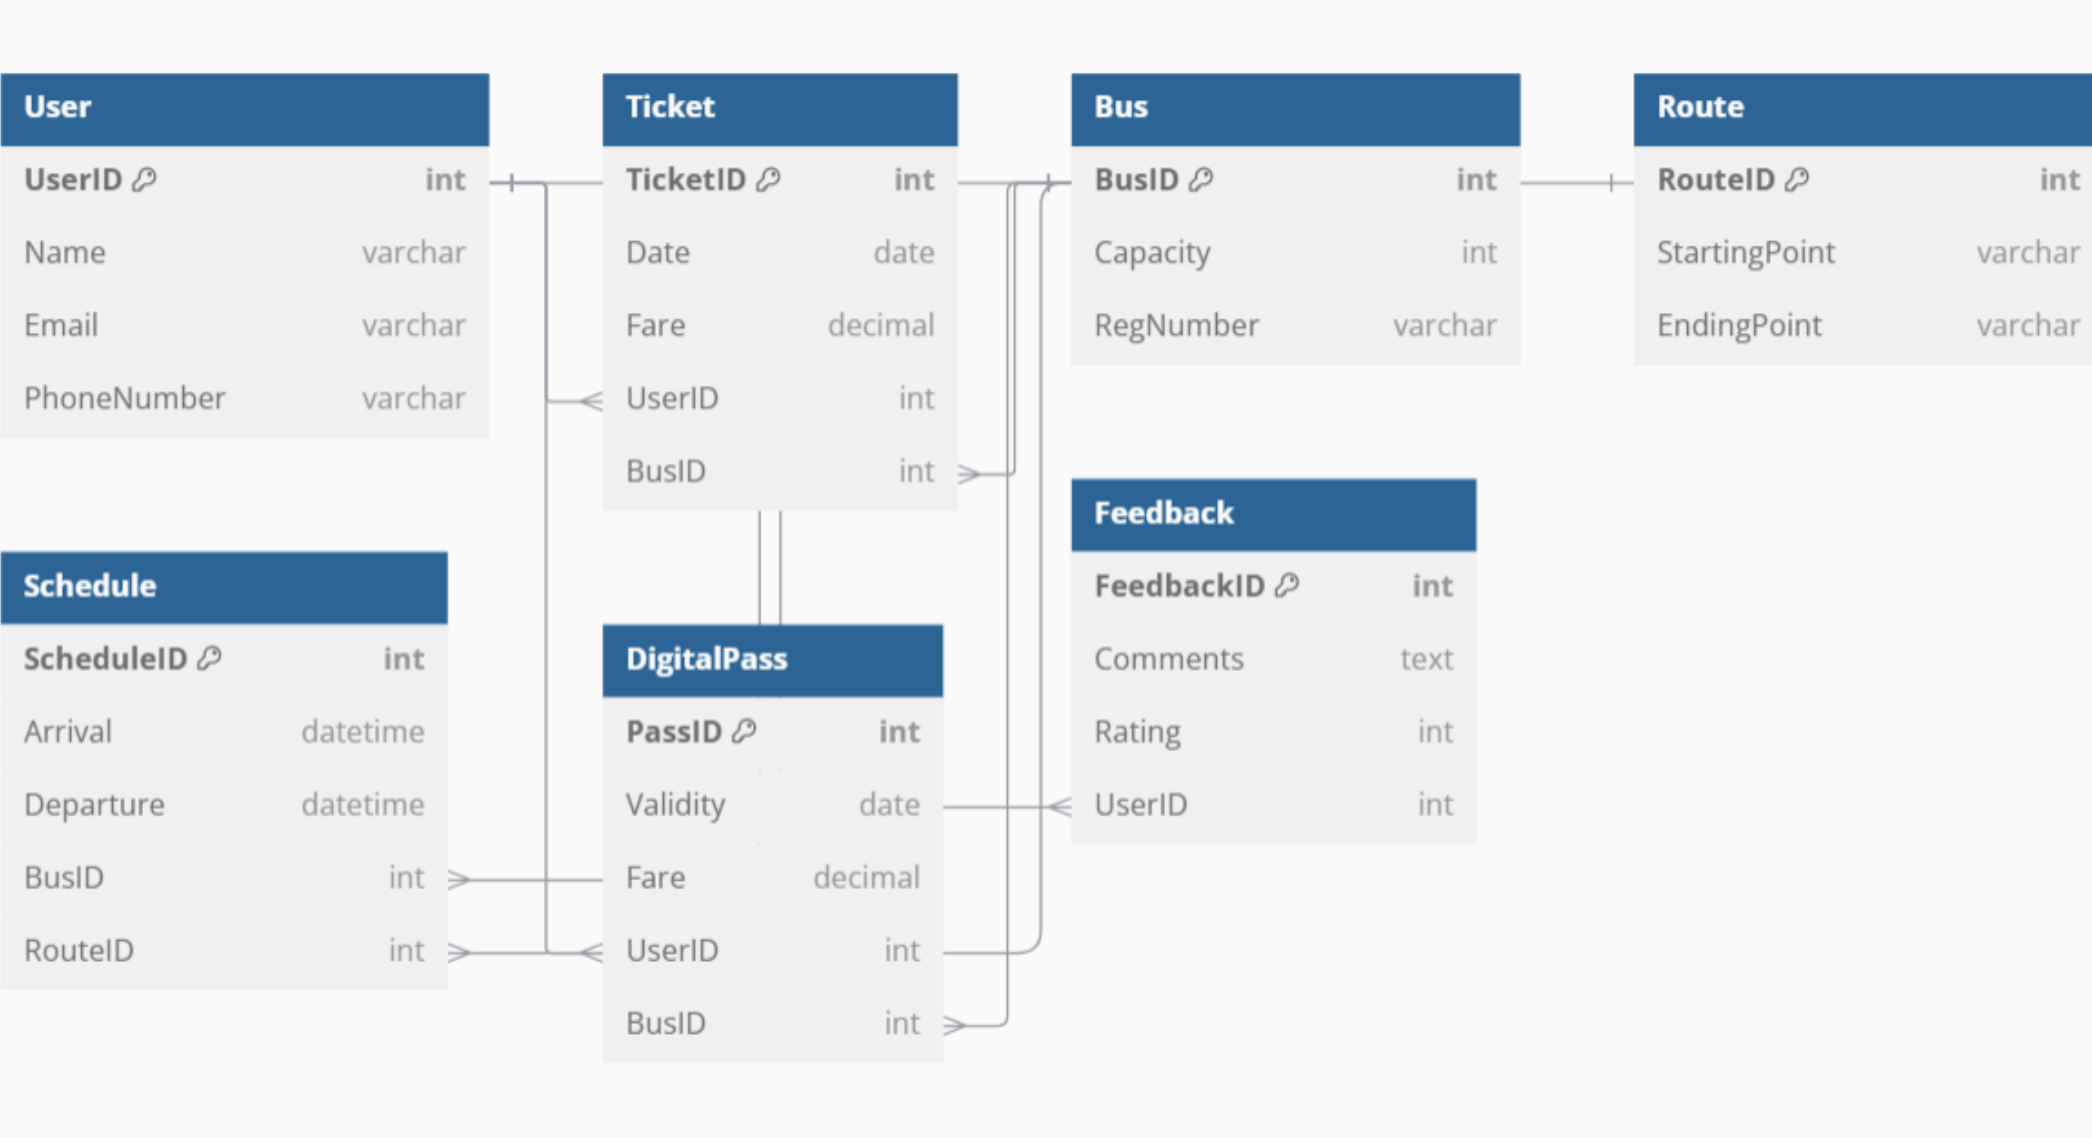 User
UserID int
Name varchar
Email varchar
PhoneNumber varchar
Ticket
TicketID int
Date date
Fare decimal
UserID int
BusID int
Bus
BusID int
Capacity int
RegNumber varchar
Route
RouteID int
StartingPoint varchar
EndingPoint varchar
Schedule
ScheduleID int
Arrival datetime
Departure datetime
BusID int
RouteID int
DigitalPass
PassID int
Validity date
Fare decimal
UserID int
BusID int
Feedback
FeedbackID int
Comments text
Rating int
UserID int